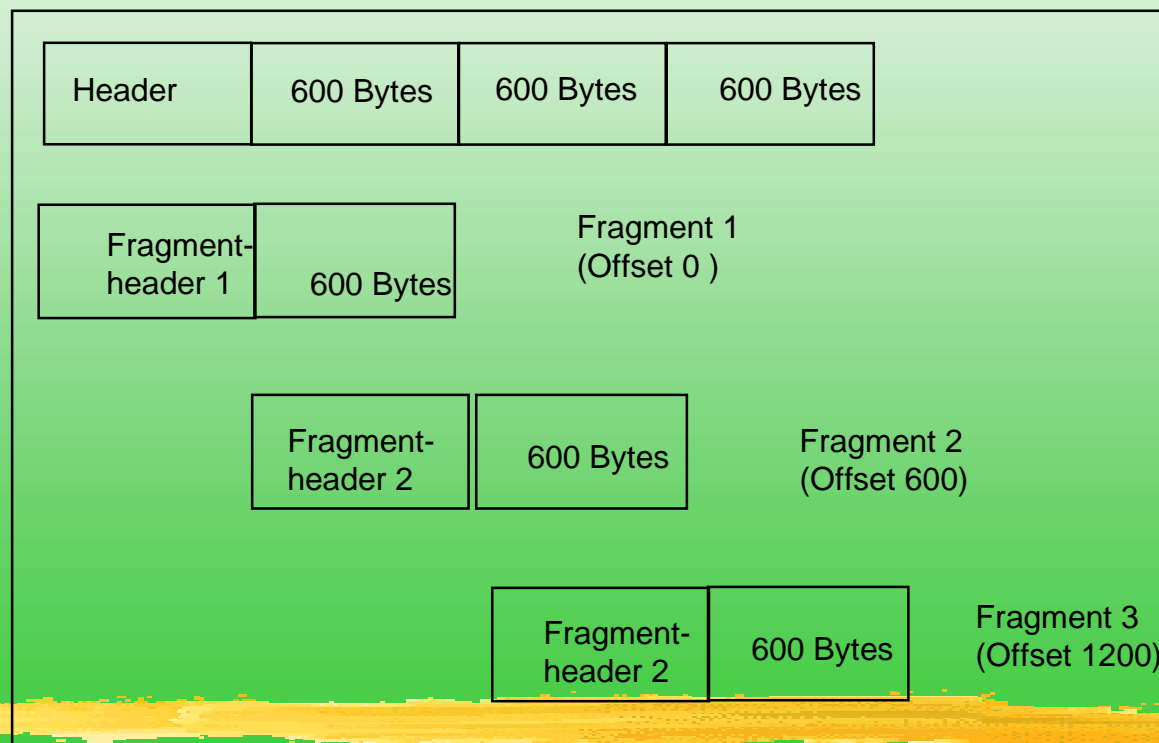 Header 600 Bytes 600 Bytes 600 Bytes
Fragment-
header 1
600 Bytes
Fragment 1
(Offset 0 )
Fragment-
header 2
600 Bytes
Fragment 2
(Offset 600)
Fragment-
header 2
600 Bytes
Fragment 3
(Offset 1200)